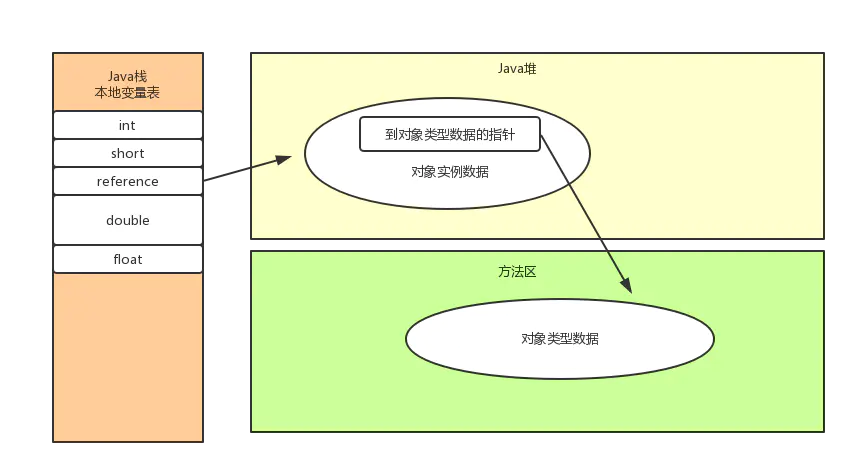 Java栈
本地变量表
int
short
reference
double
float
Java堆
到对象类型数据的指针
对象实例数据
方法区
对象类型数据